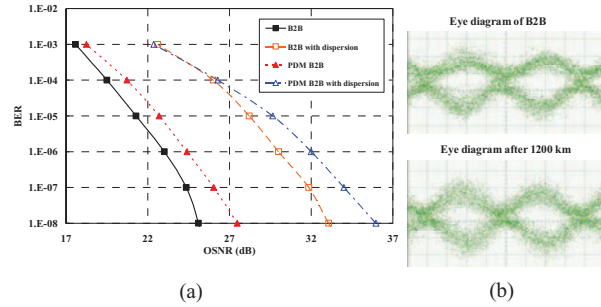 B2B
B2B with dispersion
PDM B2B
PDM B2B with dispersion
BER
1.E-03
1.E-04
1.E-05
1.E-06
1.E-07
1.E-08
17 22 27 32 37
OSNR (dB)
(a)
Eye diagram of B2B
Eye diagram after 1200 km
(b)